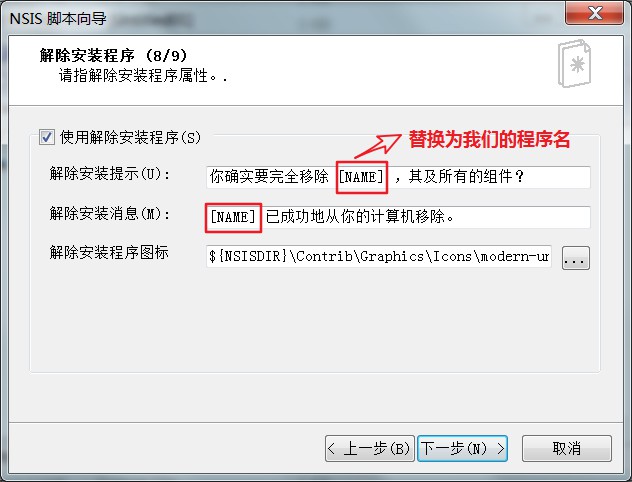 NSIS 脚本向导
解除安装程序 (8/9)
请指解除安装程序属性。.
使用解除安装程序(S)
替换为我们的程序名
解除安装提示(U): 你确实要完全移除 [NAME] ，其及所有的组件？
解除安装消息(M): [NAME] 已成功地从你的计算机移除。
解除安装程序图标 ${NSISDIR}\Contrib\Graphics\Icons\modern-un ...
< 上一步(B) 下一步(N) > 取消